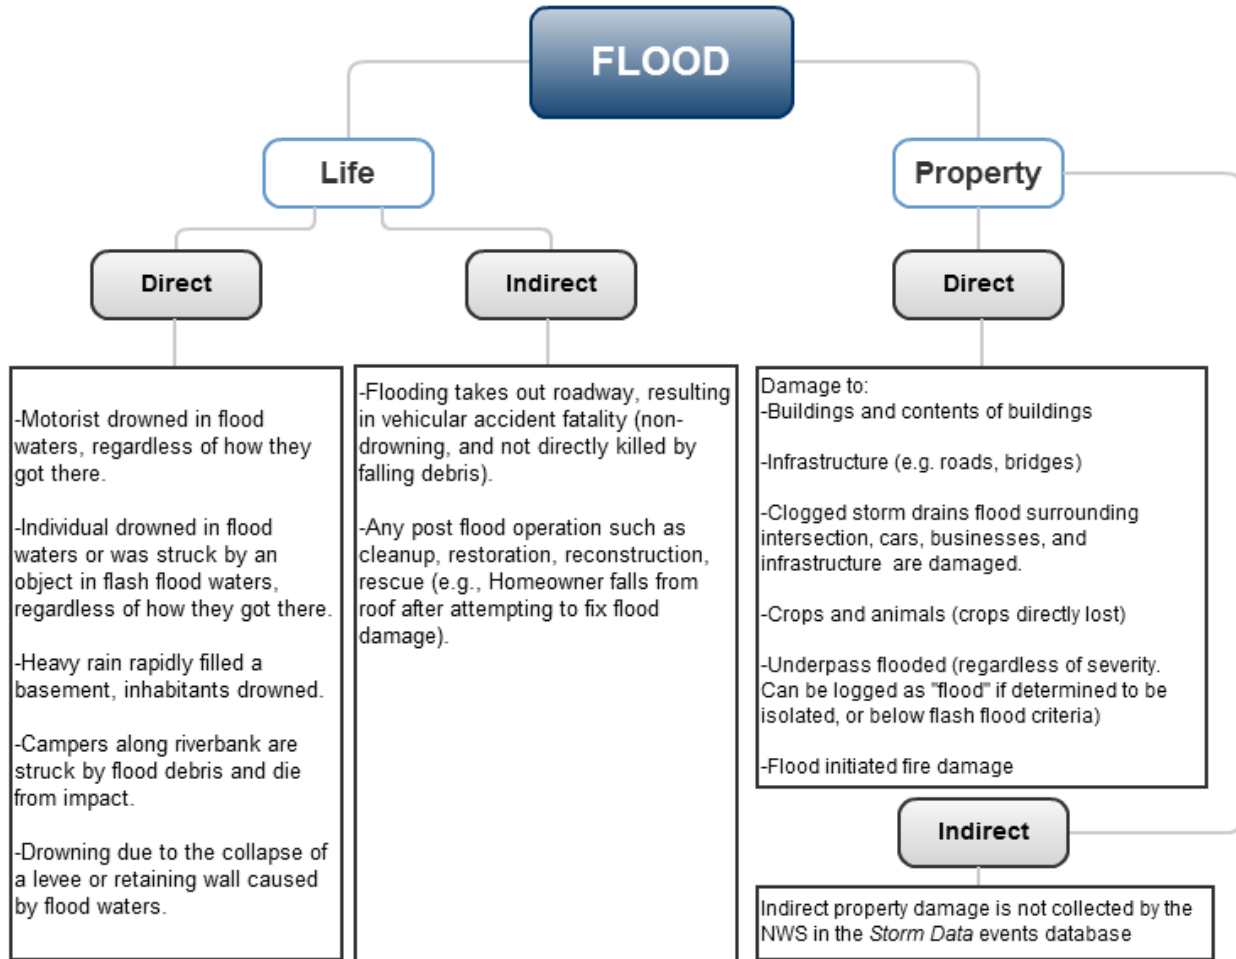 FLOOD
Life
Property
Direct
Indirect
Direct
-Motorist drowned in flood
waters, regardless of how they
got there.
-Individual drowned in flood
waters or was struck by an
object in flash flood waters,
regardless of how they got there.
-Heavy rain rapidly filled a
basement, inhabitants drowned.
-Campers along riverbank are
struck by flood debris and die
from impact.
-Drowning due to the collapse of
a levee or retaining wall caused
by flood waters.
-Flooding takes out roadway, resulting
in vehicular accident fatality (non-
drowning, and not directly killed by
falling debris).
-Any post flood operation such as
cleanup, restoration, reconstruction,
rescue (e.g., Homeowner falls from
roof after attempting to fix flood
damage).
Damage to:
-Buildings and contents of buildings
-Infrastructure (e.g. roads, bridges)
-Clogged storm drains flood surrounding
intersection, cars, businesses, and
infrastructure are damaged.
-Crops and animals (crops directly lost)
-Underpass flooded (regardless of severity.
Can be logged as "flood" if determined to be
isolated, or below flash flood criteria)
-Flood initiated fire damage
Indirect
Indirect property damage is not collected by the
NWS in the Storm Data events database